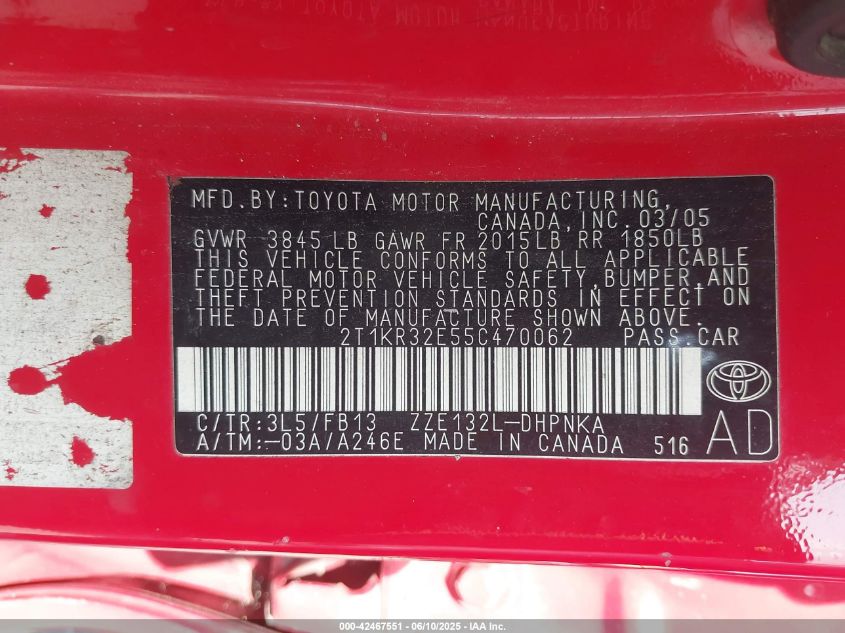 MFD.BY:TOYOTA MOTOR MANUFACTURING,
CANADA,INC. 03/05
GVWR 3845 LB GAWR FR 2015LB RR 1850LB
THIS VEHICLE CONFORMS TO ALL APPLICABLE
FEDERAL MOTOR VEHICLE SAFETY,BUMPER,AND
THEFT PREVENTION STANDARDS IN EFFECT ON
THE DATE OF MANUFACTURE SHOWN ABOVE.
2T1KR32E55C470062 PASS.CAR
C/TR:3L5/FB13 ZZE132L-DHPNKA
A/TM:-03A/A246E MADE IN CANADA 516 AD
000-42467551 - 06/10/2025 - IAA Inc.